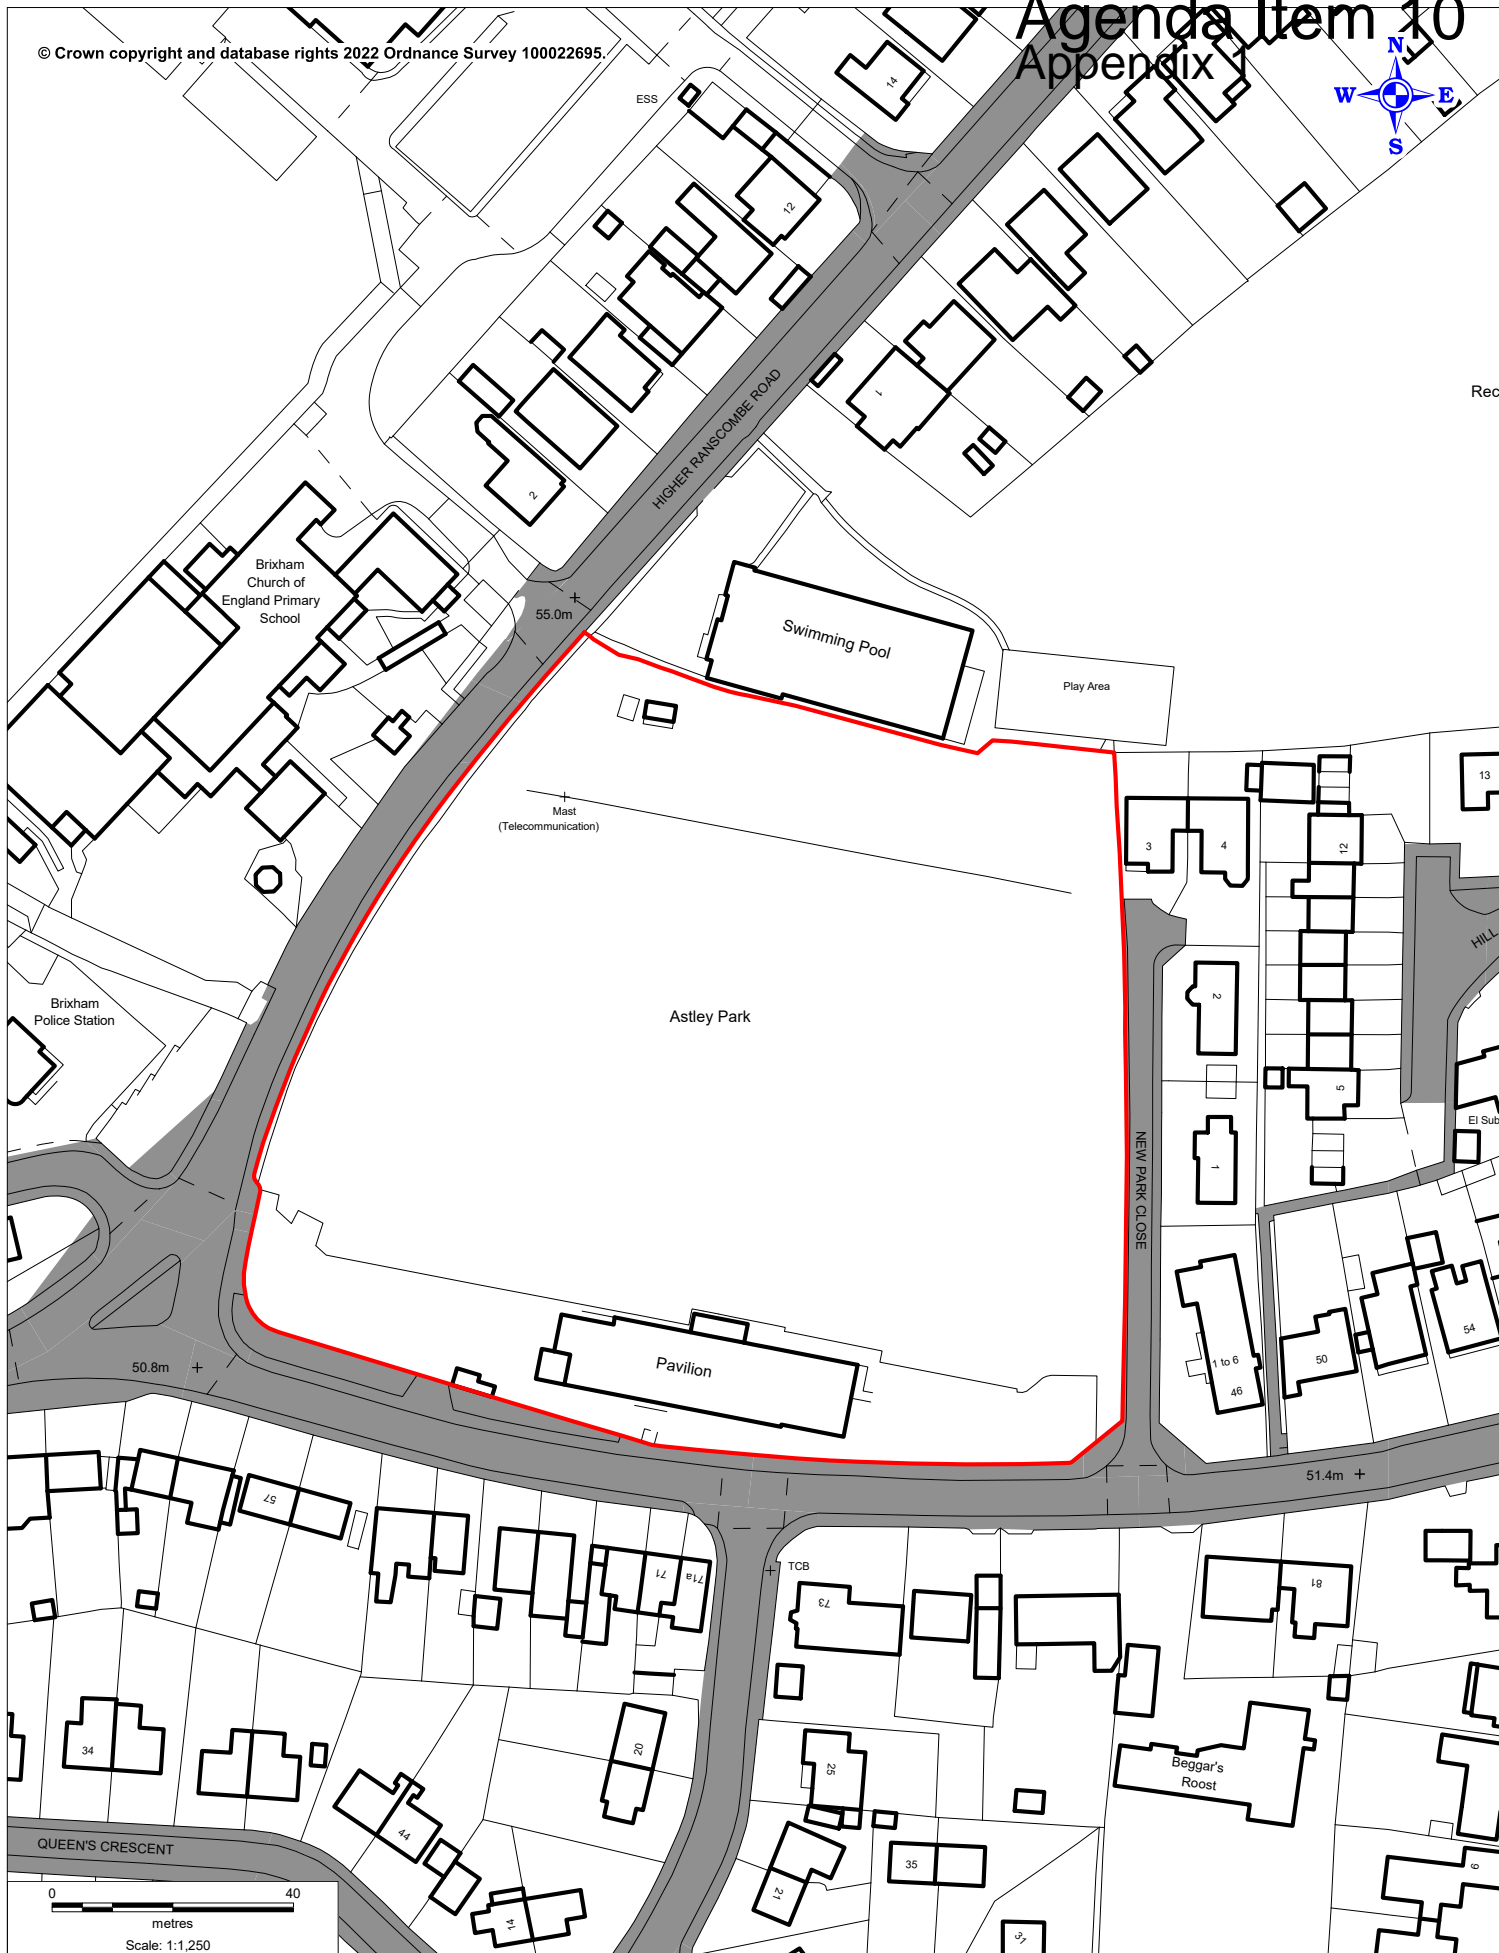 Agenda Item 10
Appendix 1
© Crown copyright and database rights 2022 Ordnance Survey 100022695.
N
W
E
S
ESS
14
12
HIGHER RANSCOMBE ROAD
1
Rec
2
Brixham
Church of
England Primary
School
55.0m
Swimming Pool
Play Area
Mast
(Telecommunication)
3
4
12
13
HILL
2
Astley Park
Brixham
Police Station
5
El Sub
NEW PARK CLOSE
1
1 to 6
46
50
54
Pavilion
50.8m
51.4m
57
71
71a
TCB
73
81
34
20
25
Beggar's
Roost
44
QUEEN'S CRESCENT
35
9
21
14
31
0
40
metres
Scale: 1:1,250